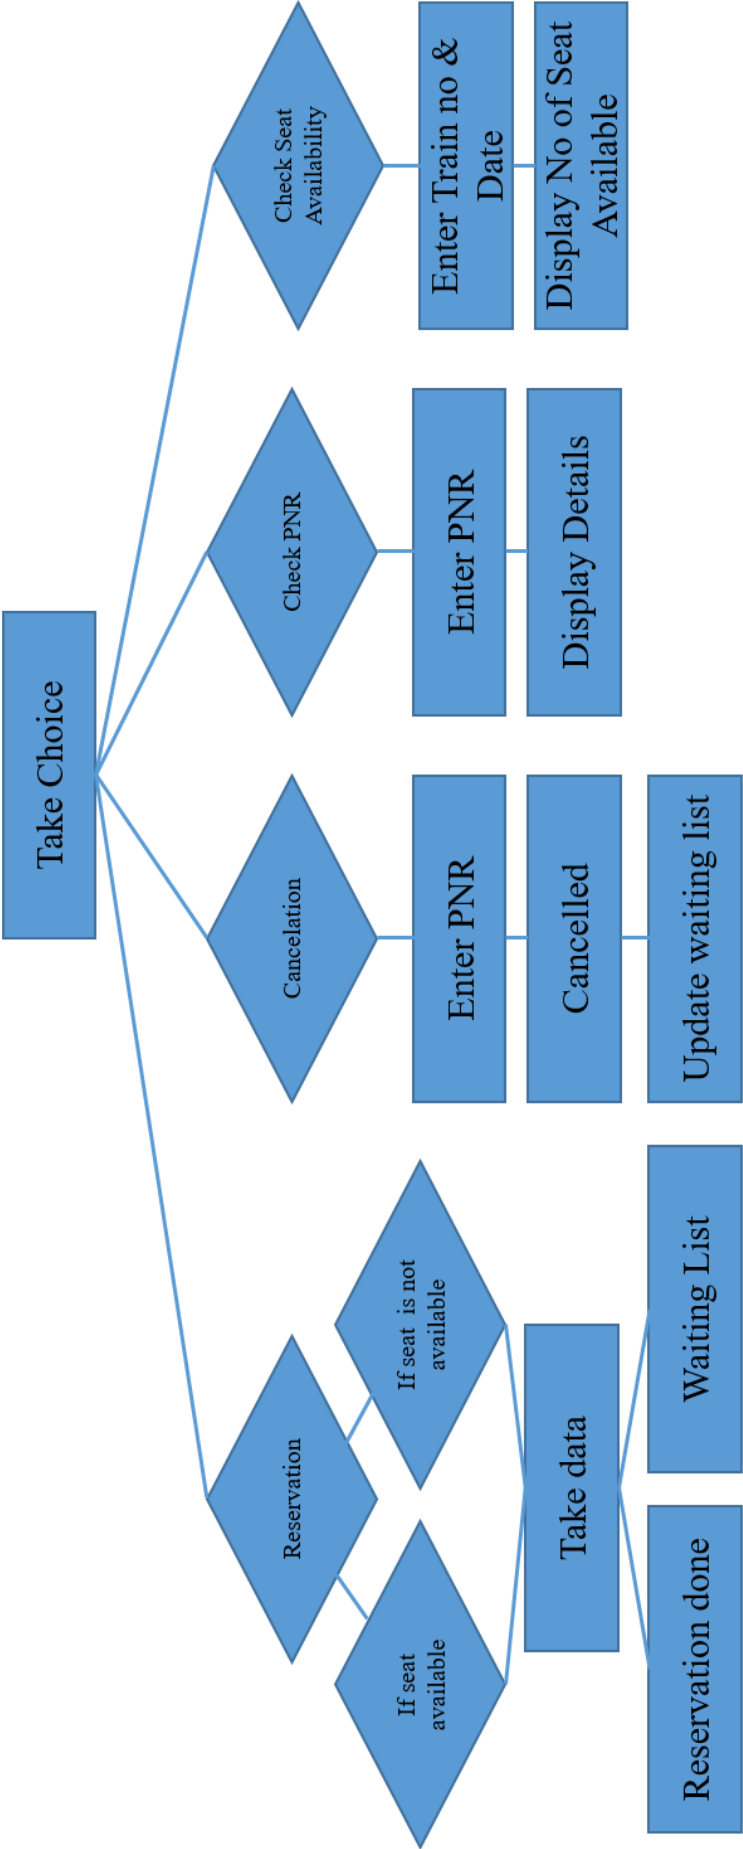 Take Choice
Reservation
Cancelation
Check PNR
Check Seat
Availability
If seat
available
If seat  is not
available
Enter PNR
Enter PNR
Enter Train no &
Date
Take data
Cancelled
Display Details
Display No of Seat
Available
Reservation done
Waiting List
Update waiting list